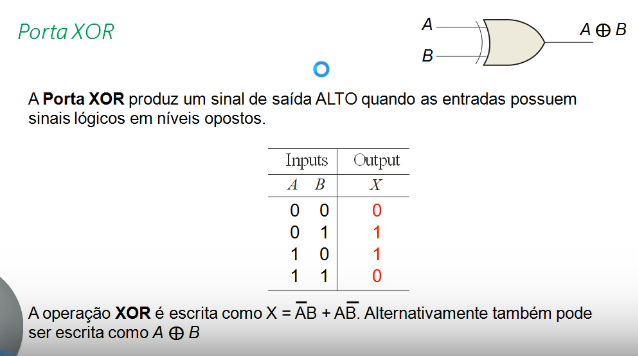 Porta XOR
A
B
A ⊕ B
A Porta XOR produz um sinal de saída ALTO quando as entradas possuem
sinais lógicos em níveis opostos.
Inputs Output
A B X
0 0 0
0 1 1
1 0 1
1 1 0
A operação XOR é escrita como X = A̅B + AB̅. Alternativamente também pode
ser escrita como A ⊕ B